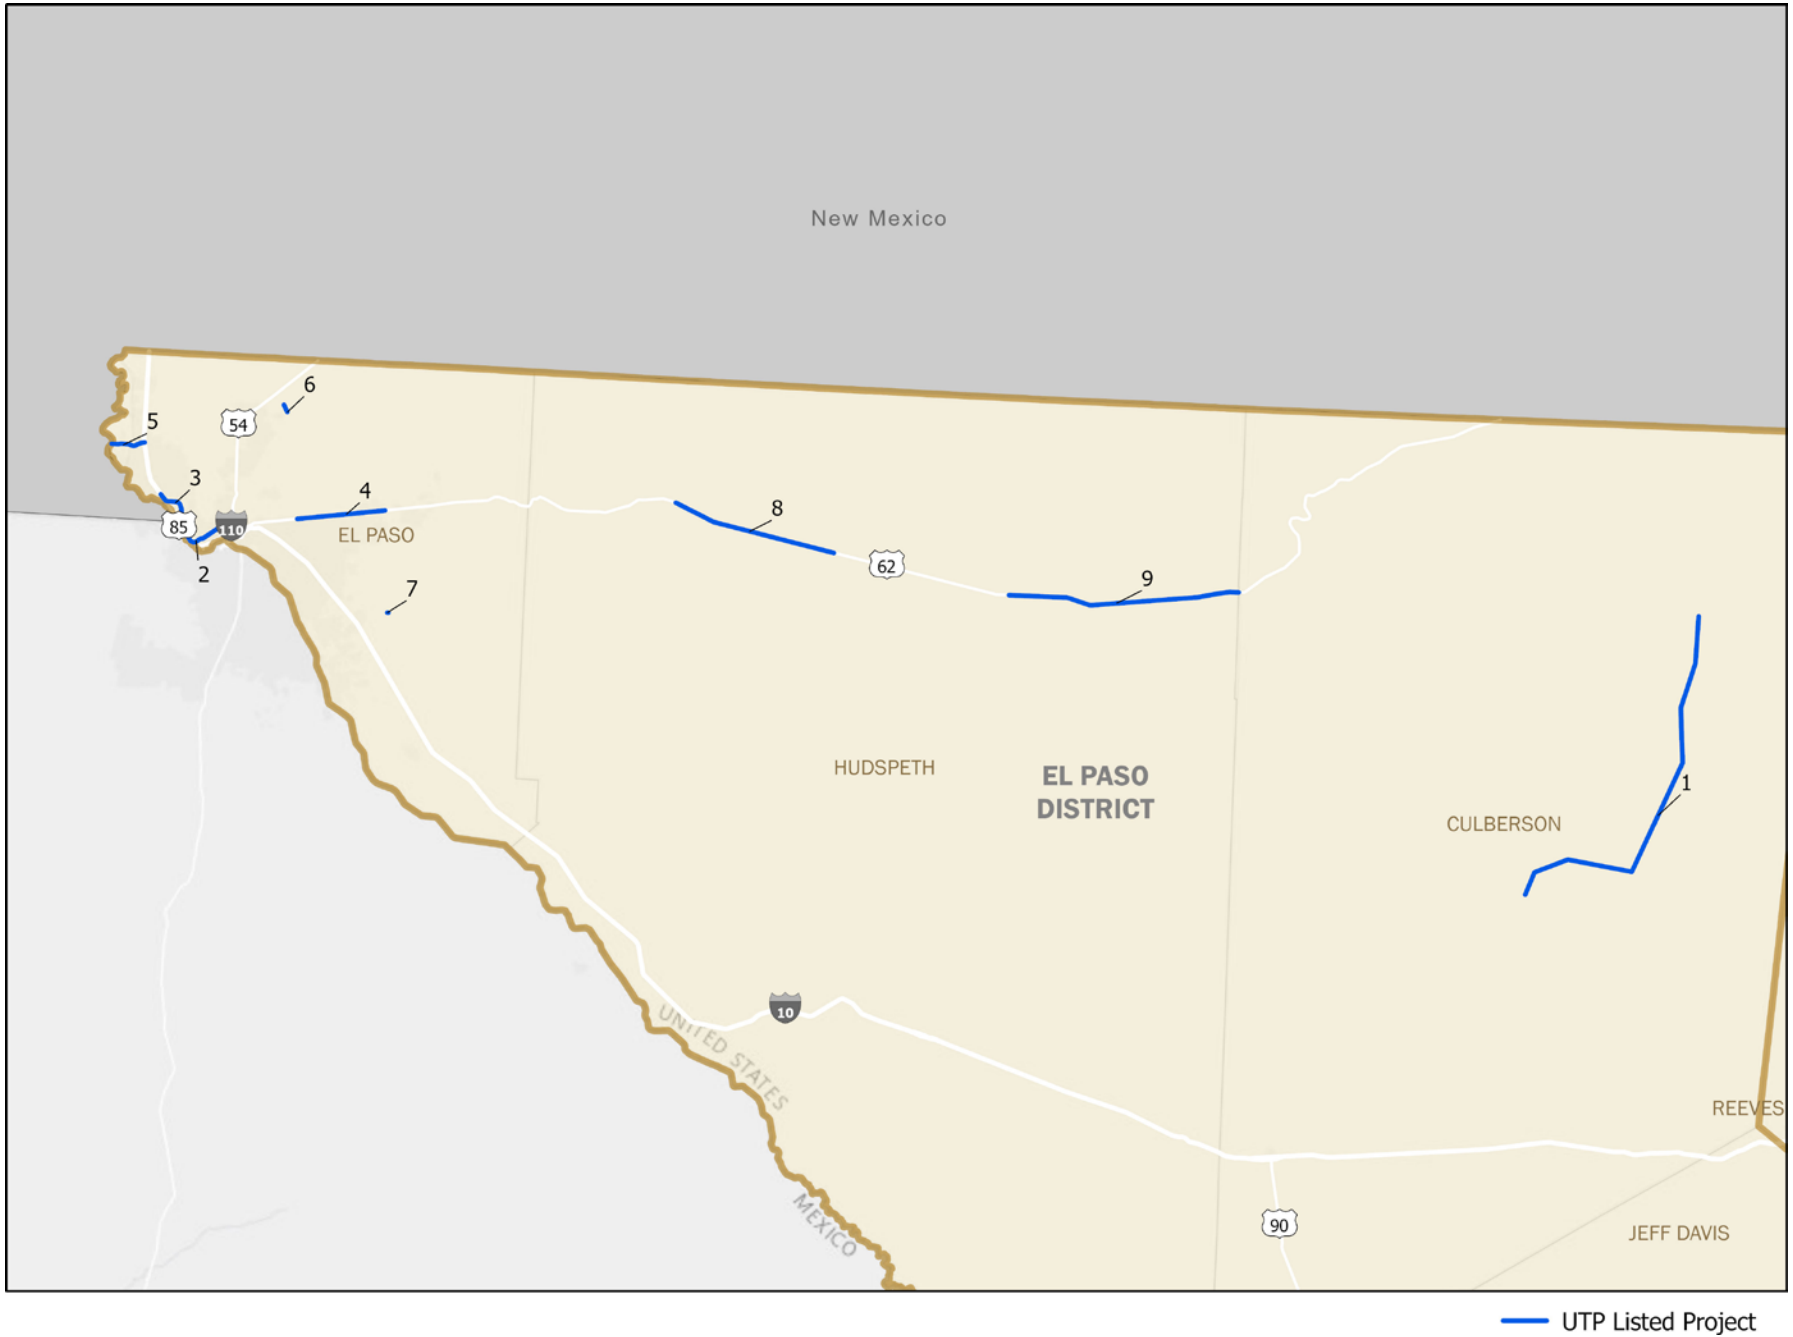 New Mexico
6
5
54
3
4
8
85
110
EL PASO
62
2
9
7
HUDSPETH
EL PASO
DISTRICT
1
CULBERSON
10
UNITED STATES
REEVES
MEXICO
90
JEFF DAVIS
UTP Listed Project